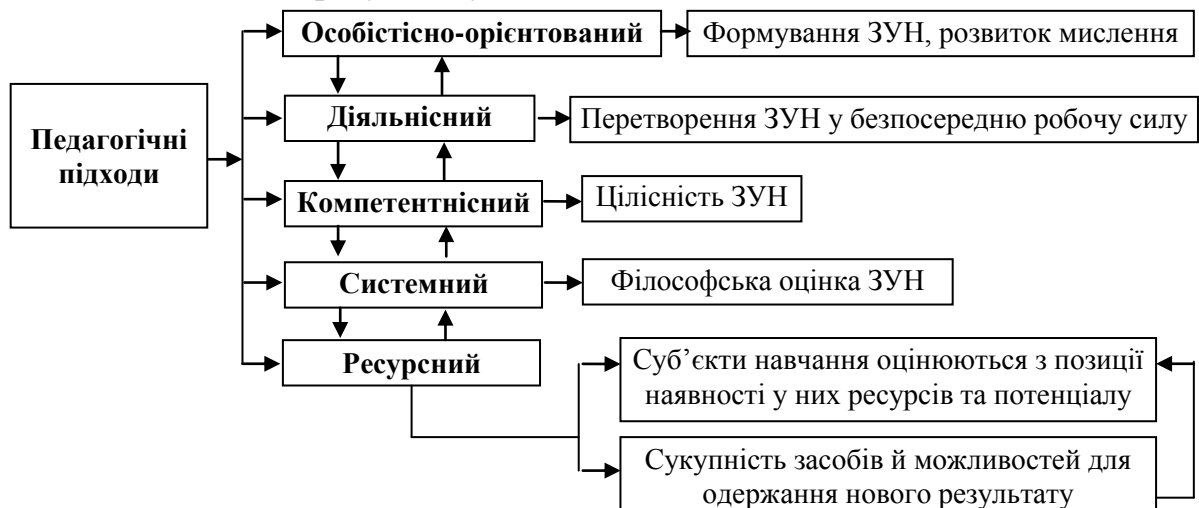 Особістісно-орієнтований
Формування ЗУН, розвиток мислення
Діяльнісний
Перетворення ЗУН у безпосередню робочу силу
Педагогічні
підходи
Компетентнісний
Цілісність ЗУН
Системний
Філософська оцінка ЗУН
Ресурсний
Суб’єкти навчання оцінюються з позиції
наявності у них ресурсів та потенціалу
Сукупність засобів й можливостей для
одержання нового результату